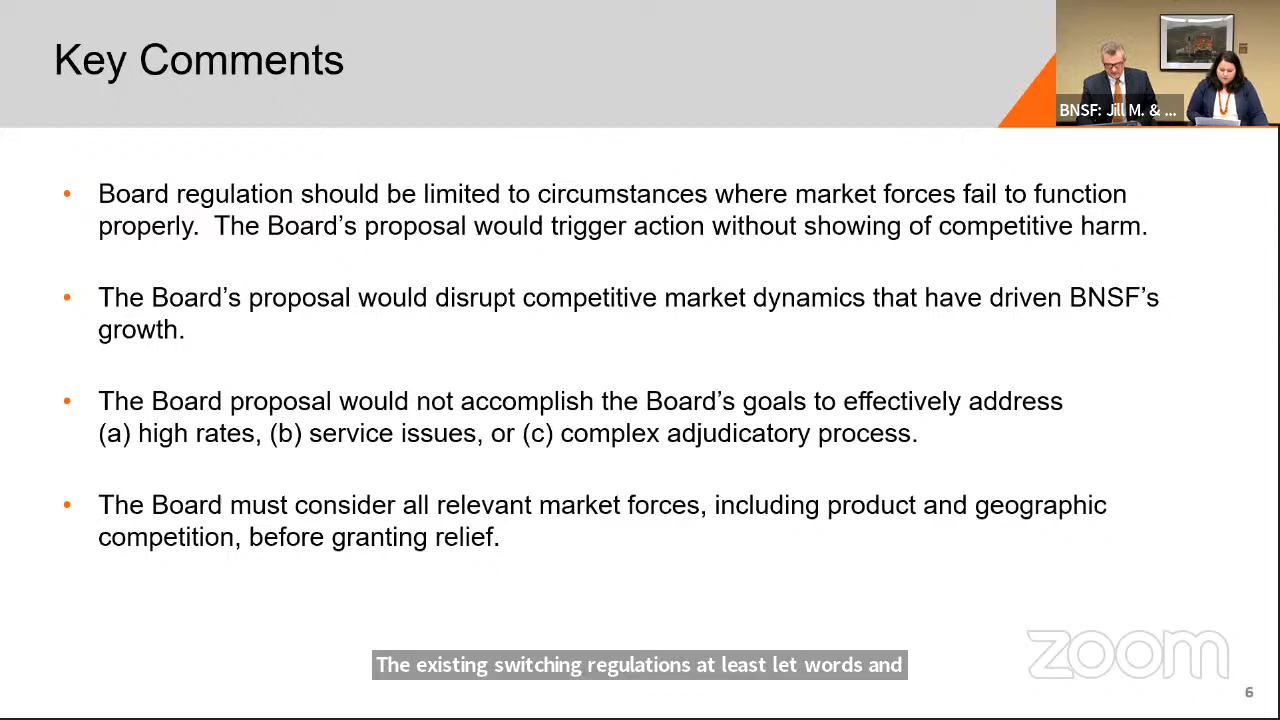 Key Comments
BNSF: Jill M. & ...
• Board regulation should be limited to circumstances where market forces fail to function
properly.  The Board’s proposal would trigger action without showing of competitive harm.
• The Board’s proposal would disrupt competitive market dynamics that have driven BNSF’s
growth.
• The Board proposal would not accomplish the Board’s goals to effectively address
(a) high rates, (b) service issues, or (c) complex adjudicatory process.
• The Board must consider all relevant market forces, including product and geographic
competition, before granting relief.
The existing switching regulations at least let words and
zoom
6